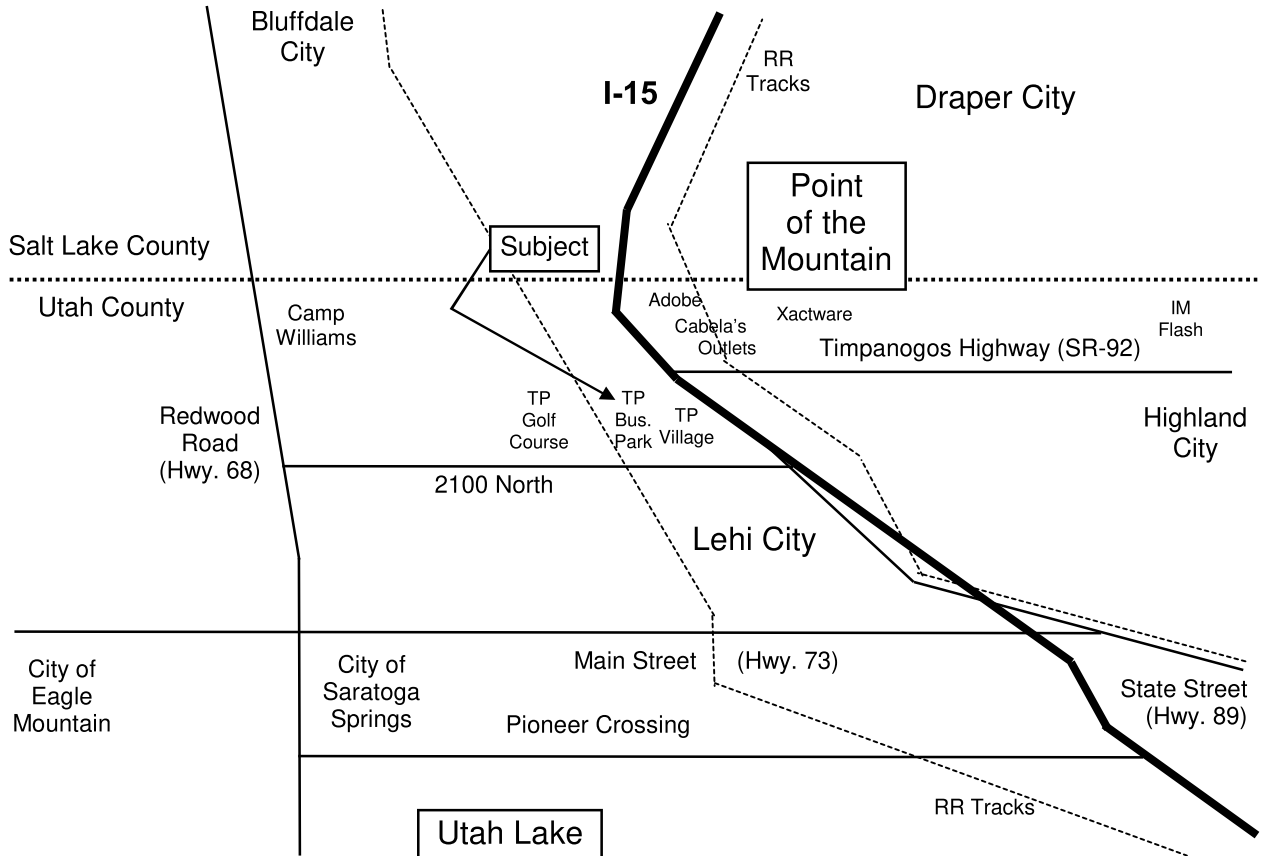 Bluffdale
City
I-15
RR
Tracks
Draper City
Point
of the
Mountain
Salt Lake County
Subject
Utah County
Camp
Williams
Adobe
Cabela's
Outlets
Xactware
IM
Flash
Timpanogos Highway (SR-92)
Redwood
Road
(Hwy. 68)
TP
Golf
Course
TP
Bus.
Park
TP
Village
Highland
City
2100 North
Lehi City
City of
Eagle
Mountain
City of
Saratoga
Springs
Main Street (Hwy. 73)
State Street
(Hwy. 89)
Pioneer Crossing
RR Tracks
Utah Lake